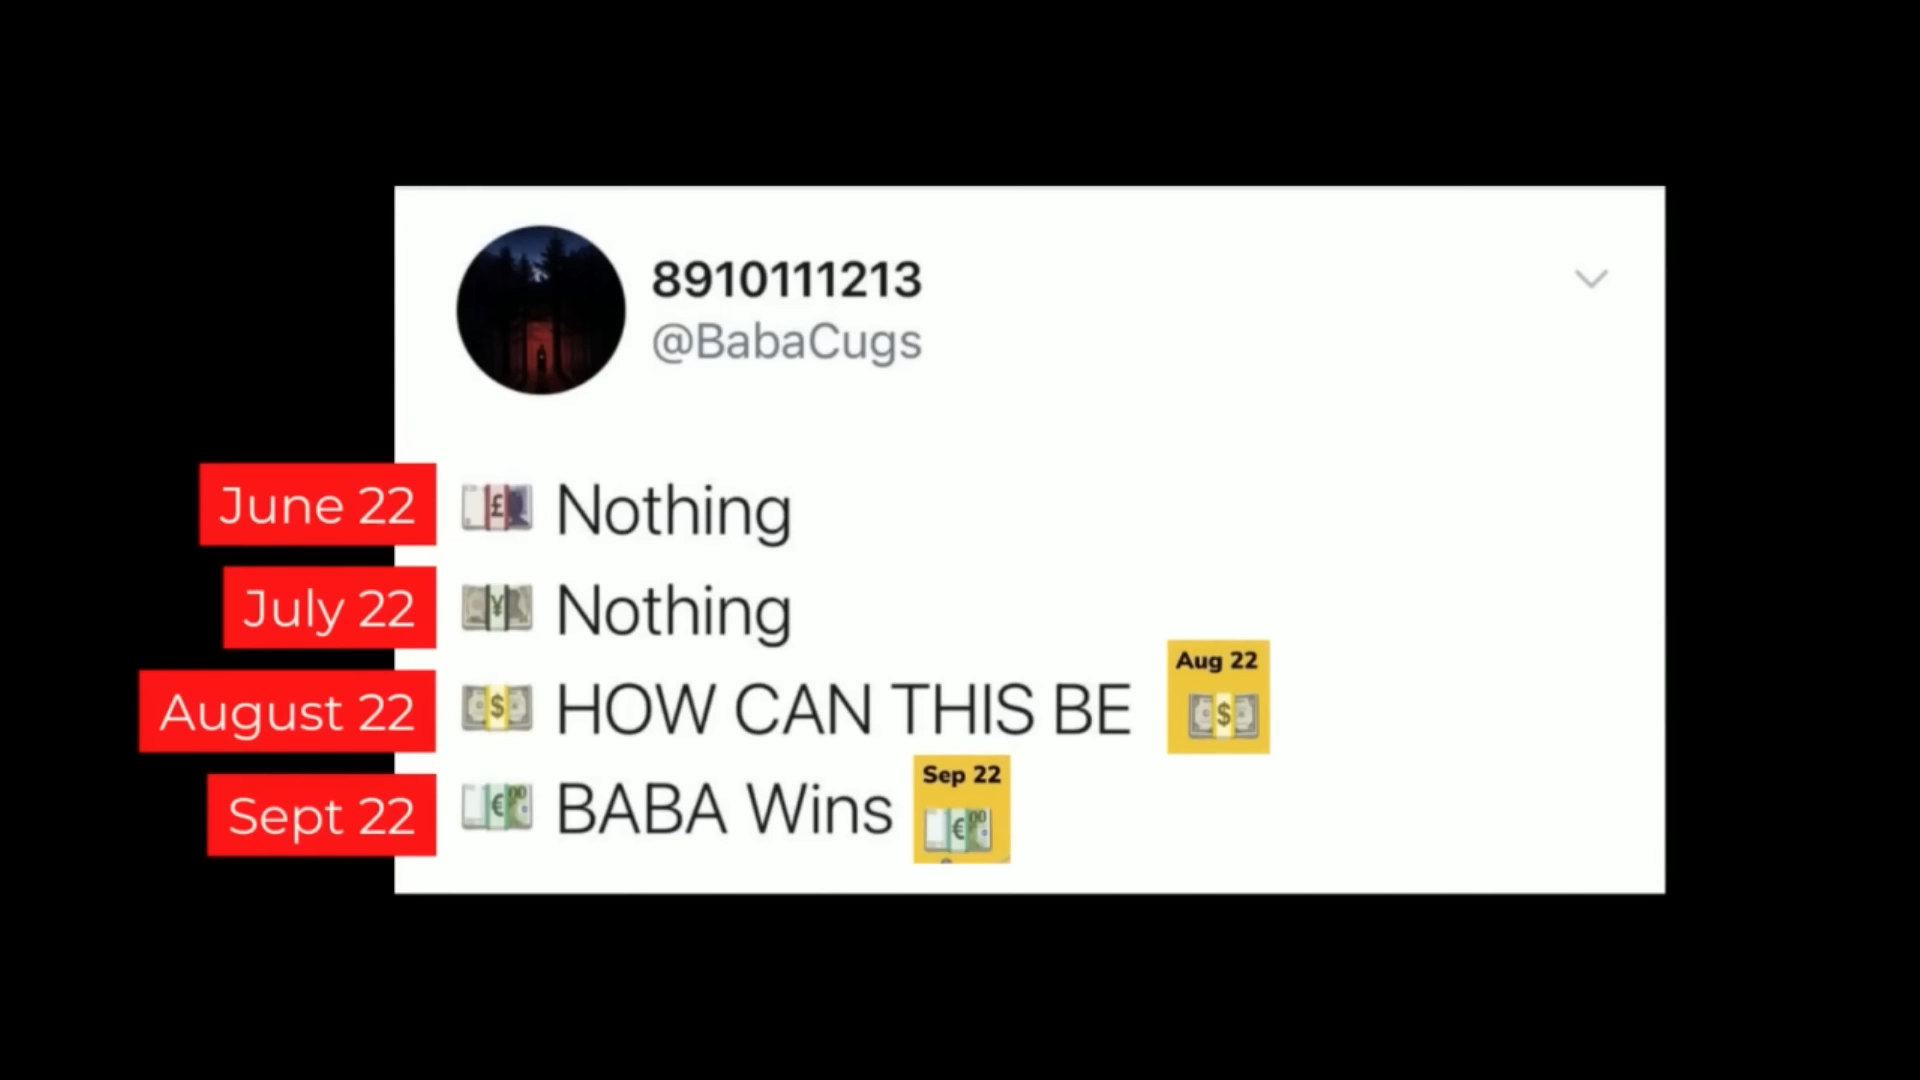 8910111213
@BabaCugs
June 22 💷 Nothing
July 22 💴 Nothing
August 22 💵 HOW CAN THIS BE Aug 22 💵
Sept 22 💶 BABA Wins Sep 22 💶